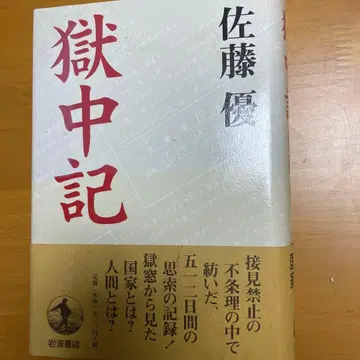 佐藤優
獄中記
接見禁止の
不条理の中で
紡いだ、
五一二日間の
思索の記録!
獄窓から見た
国家とは?
人間とは?
岩波書店